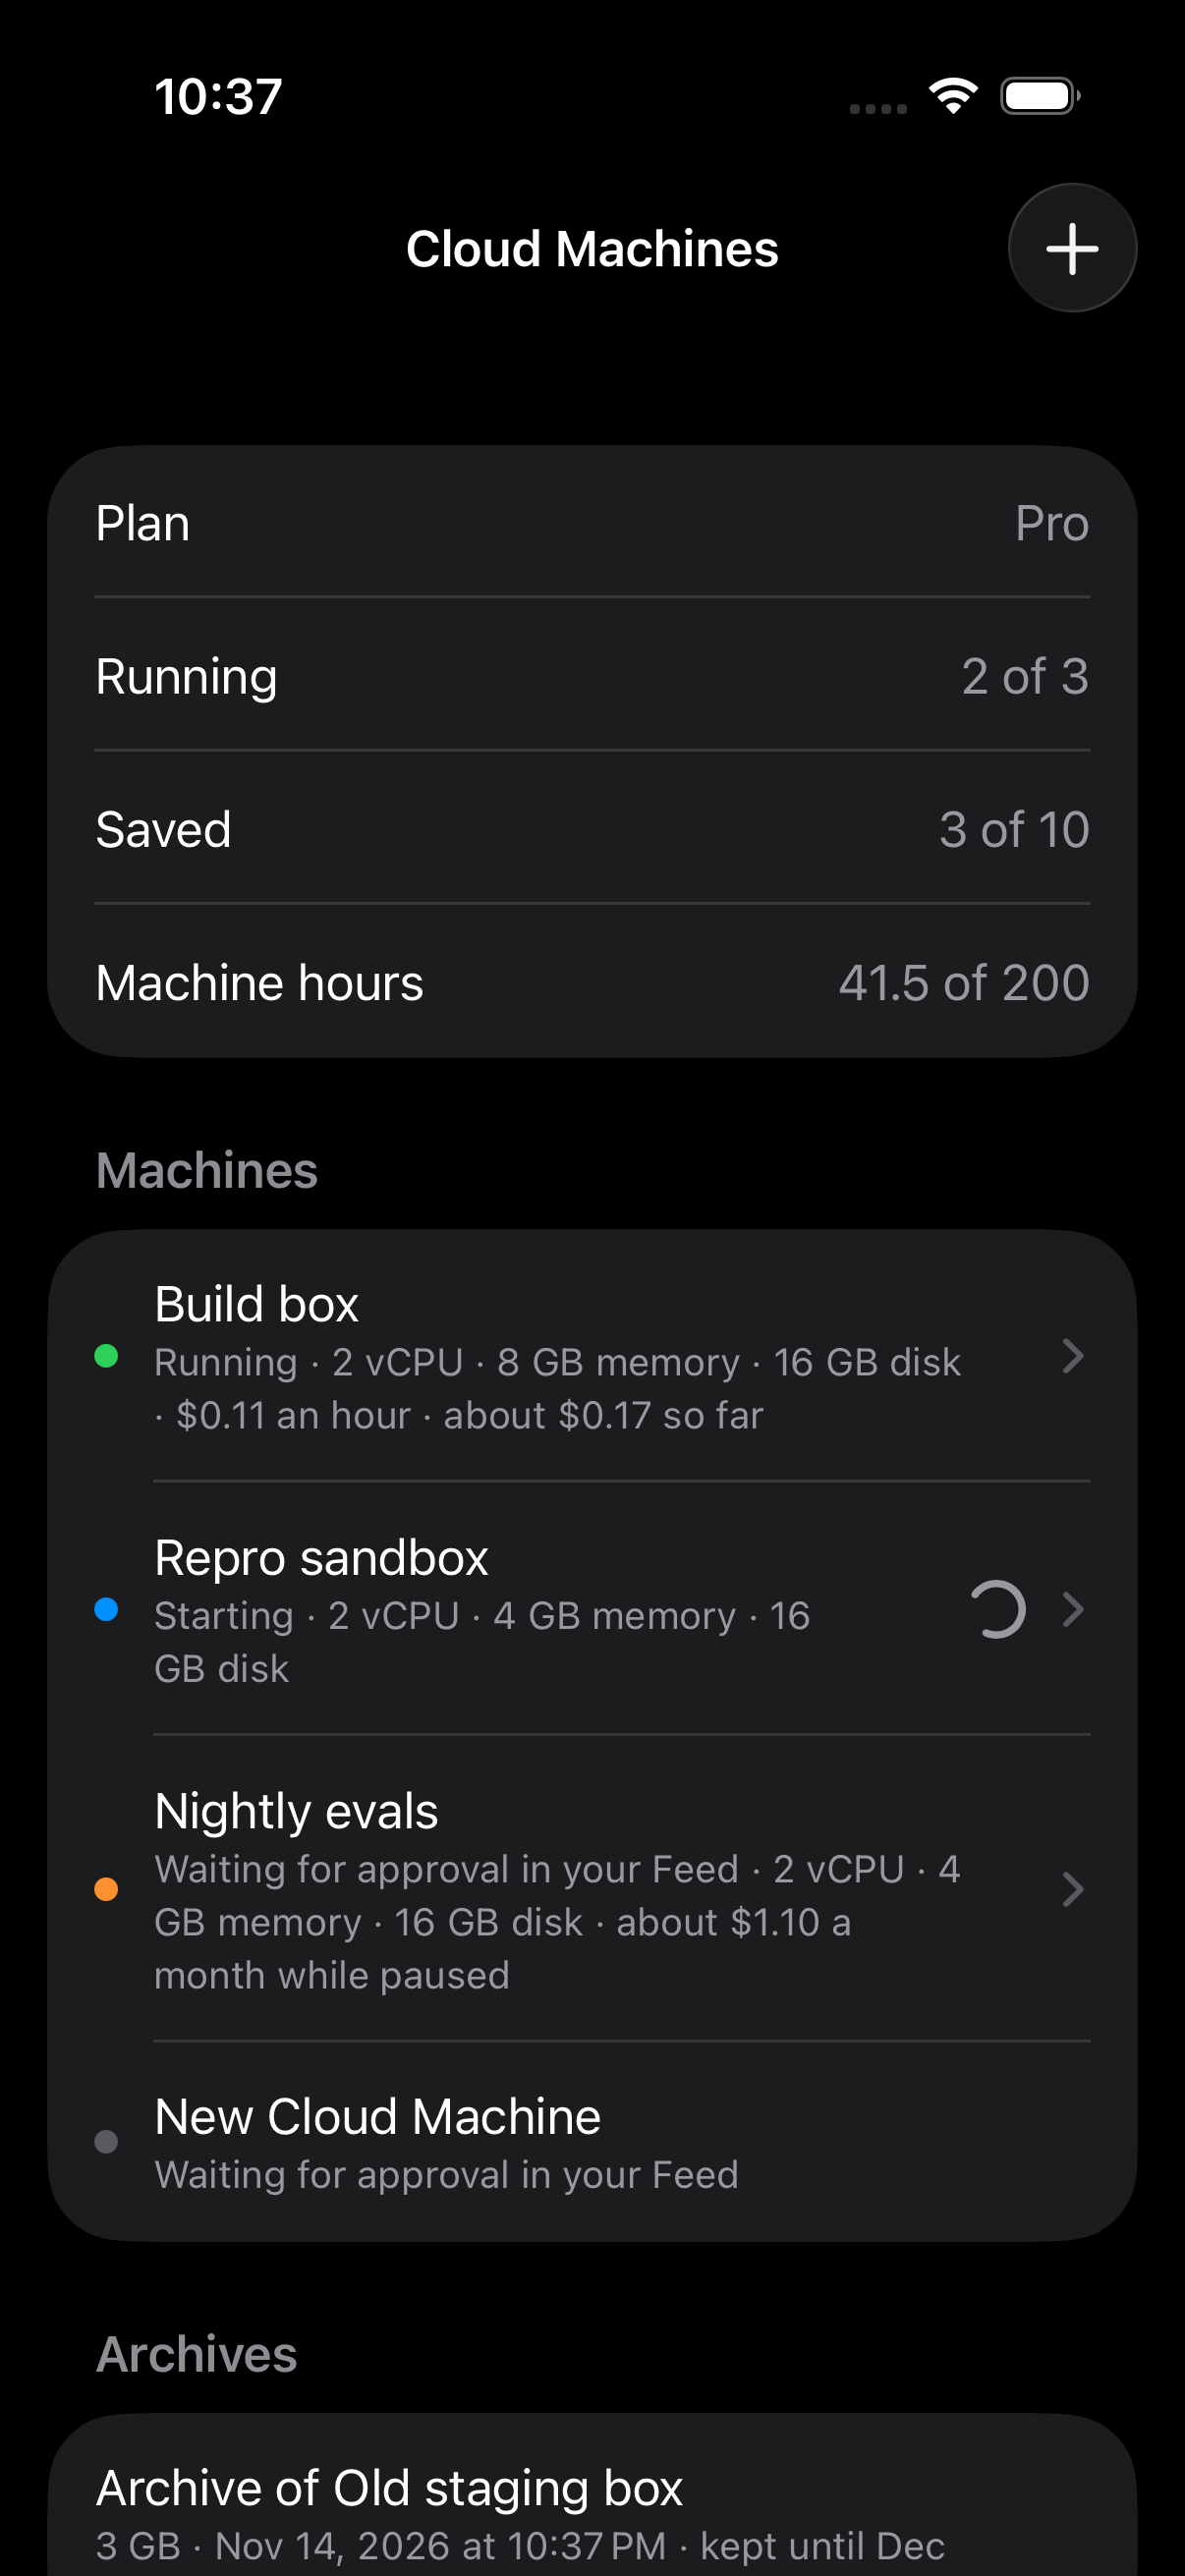 10:37
Cloud Machines
Plan Pro
Running 2 of 3
Saved 3 of 10
Machine hours 41.5 of 200
Machines
Build box
Running · 2 vCPU · 8 GB memory · 16 GB disk
· $0.11 an hour · about $0.17 so far
Repro sandbox
Starting · 2 vCPU · 4 GB memory · 16
GB disk
Nightly evals
Waiting for approval in your Feed · 2 vCPU · 4
GB memory · 16 GB disk · about $1.10 a
month while paused
New Cloud Machine
Waiting for approval in your Feed
Archives
Archive of Old staging box
3 GB · Nov 14, 2026 at 10:37 PM · kept until Dec